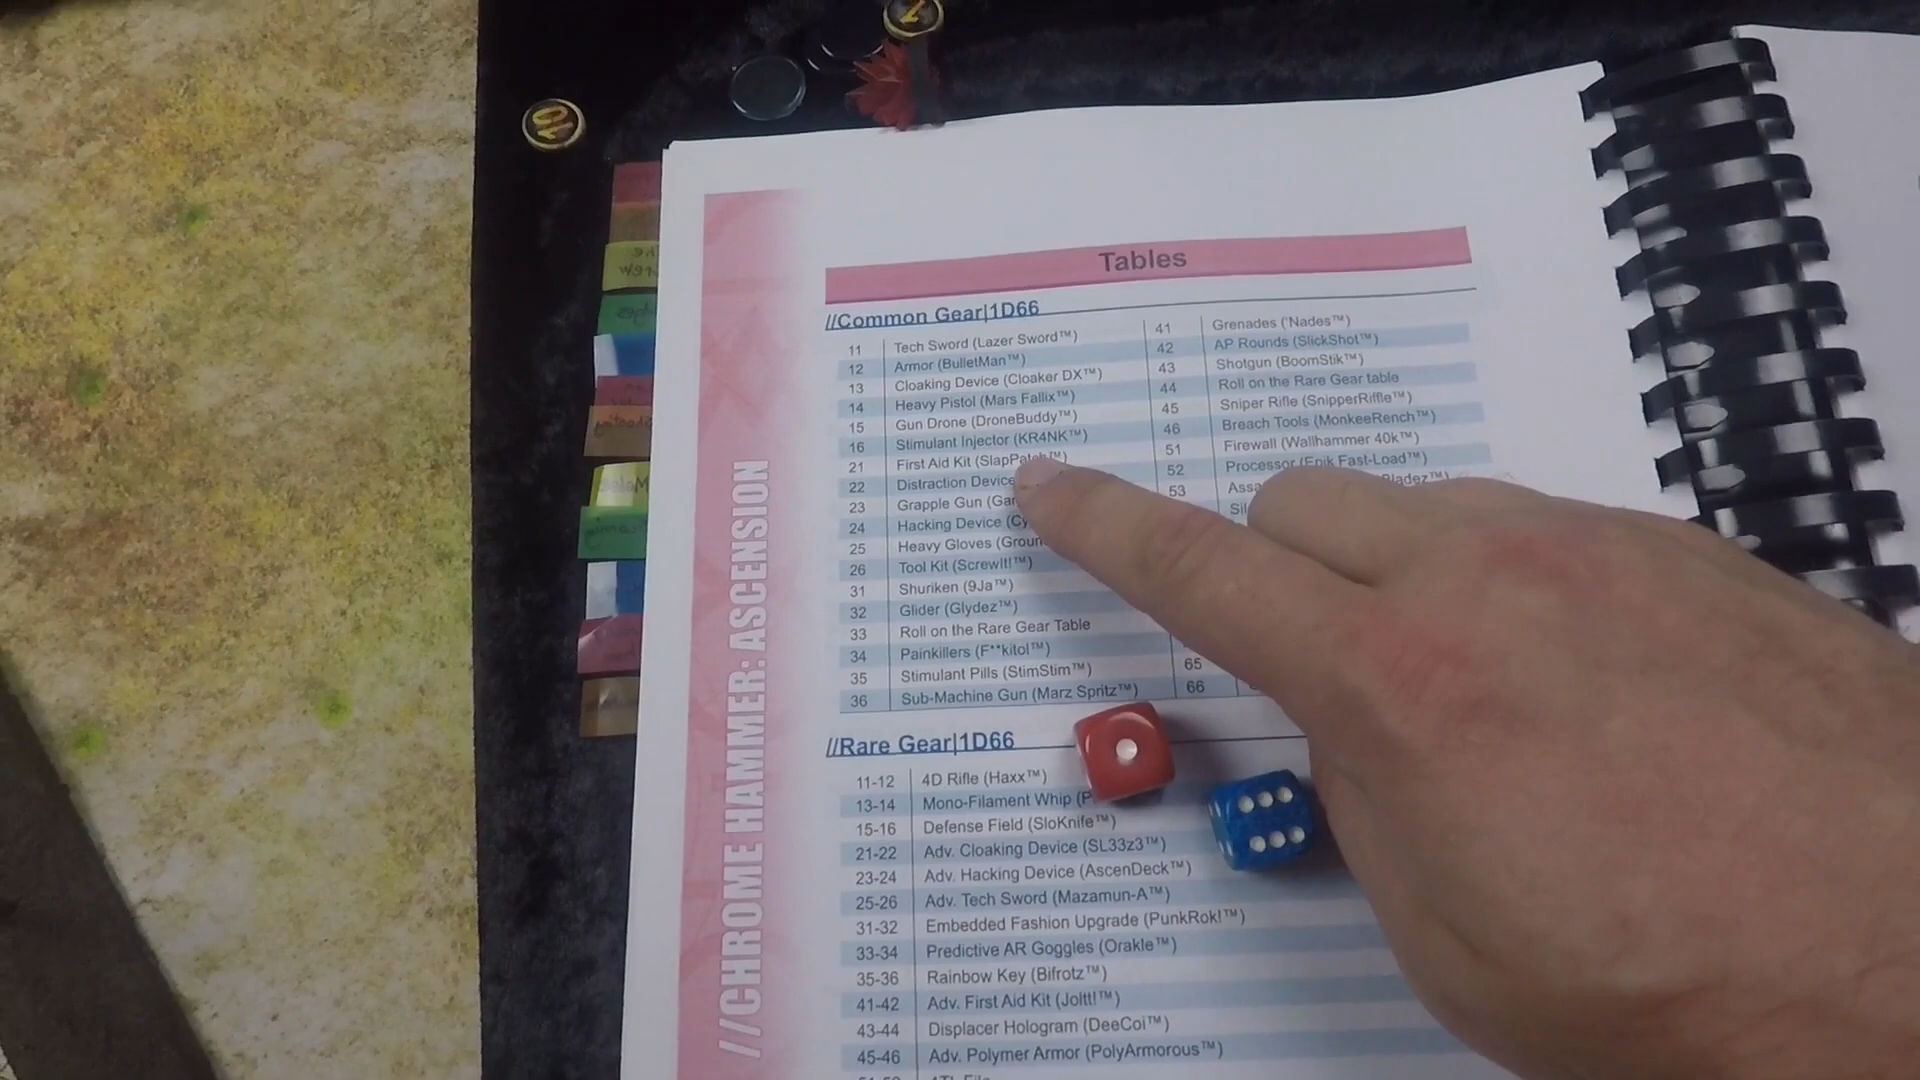 1
10
//CHROME HAMMER: ASCENSION
Tables
//Common Gear|1D66
11 Tech Sword (Lazer Sword™)
12 Armor (BulletMan™)
13 Cloaking Device (Cloaker DX™)
14 Heavy Pistol (Mars Fallix™)
15 Gun Drone (DroneBuddy™)
16 Stimulant Injector (KR4NK™)
21 First Aid Kit (SlapPatch™)
22 Distraction Device
23 Grapple Gun
24 Hacking Device
25 Heavy Gloves
26 Tool Kit (ScrewIt!™)
31 Shuriken (9Ja™)
32 Glider (Glydez™)
33 Roll on the Rare Gear Table
34 Painkillers (F**kitol™)
35 Stimulant Pills (StimStim™)
36 Sub-Machine Gun (Marz Spritz™)
41 Grenades ('Nades™)
42 AP Rounds (SlickShot™)
43 Shotgun (BoomStik™)
44 Roll on the Rare Gear table
45 Sniper Rifle (SnipperRiffle™)
46 Breach Tools (MonkeeRench™)
51 Firewall (Wallhammer 40k™)
52 Processor (Epik Fast-Load™)
53
65
66
//Rare Gear|1D66
11-12 4D Rifle (Haxx™)
13-14 Mono-Filament Whip
15-16 Defense Field (SloKnife™)
21-22 Adv. Cloaking Device (SL33z3™)
23-24 Adv. Hacking Device (AscenDeck™)
25-26 Adv. Tech Sword (Mazamun-A™)
31-32 Embedded Fashion Upgrade (PunkRok!™)
33-34 Predictive AR Goggles (Orakle™)
35-36 Rainbow Key (Bifrotz™)
41-42 Adv. First Aid Kit (Joltt!™)
43-44 Displacer Hologram (DeeCoi™)
45-46 Adv. Polymer Armor (PolyArmorous™)